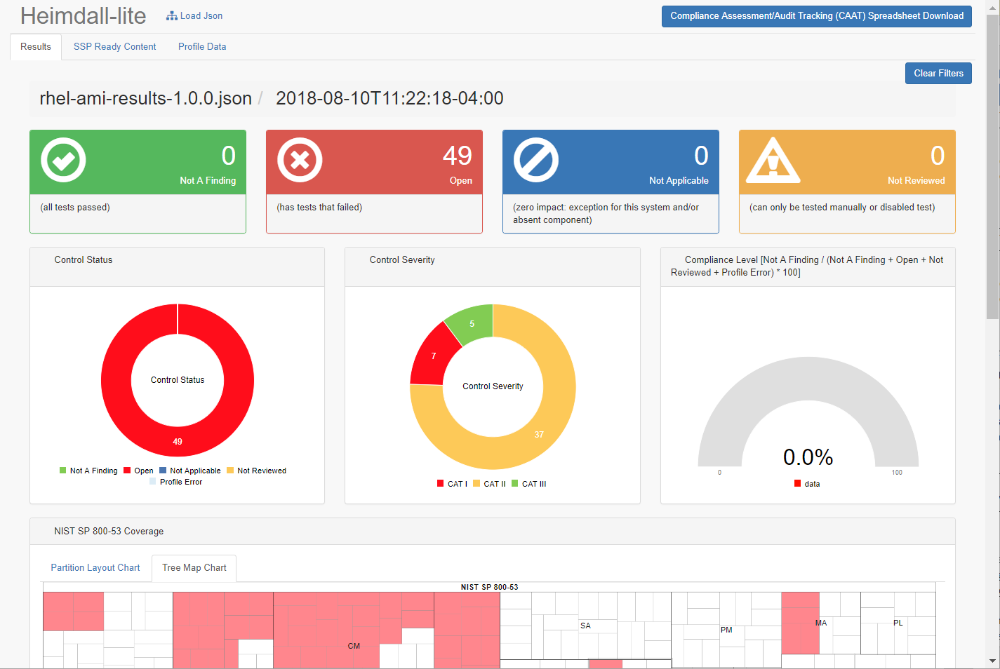 Heimdall-lite
Load Json
Compliance Assessment/Audit Tracking (CAAT) Spreadsheet Download
Results
SSP Ready Content
Profile Data
Clear Filters
rhel-ami-results-1.0.0.json / 2018-08-10T11:22:18-04:00
0
Not A Finding
(all tests passed)
49
Open
(has tests that failed)
0
Not Applicable
(zero impact: exception for this system and/or
absent component)
0
Not Reviewed
(can only be tested manually or disabled test)
Control Status
Control Status
49
Not A Finding Open Not Applicable Not Reviewed
Profile Error
Control Severity
5
7
Control Severity
37
CAT I CAT II CAT III
Compliance Level [Not A Finding / (Not A Finding + Open + Not
Reviewed + Profile Error) * 100]
0.0%
0
100
data
NIST SP 800-53 Coverage
Partition Layout Chart
Tree Map Chart
NIST SP 800-53
CM
SA
PM
MA
PL